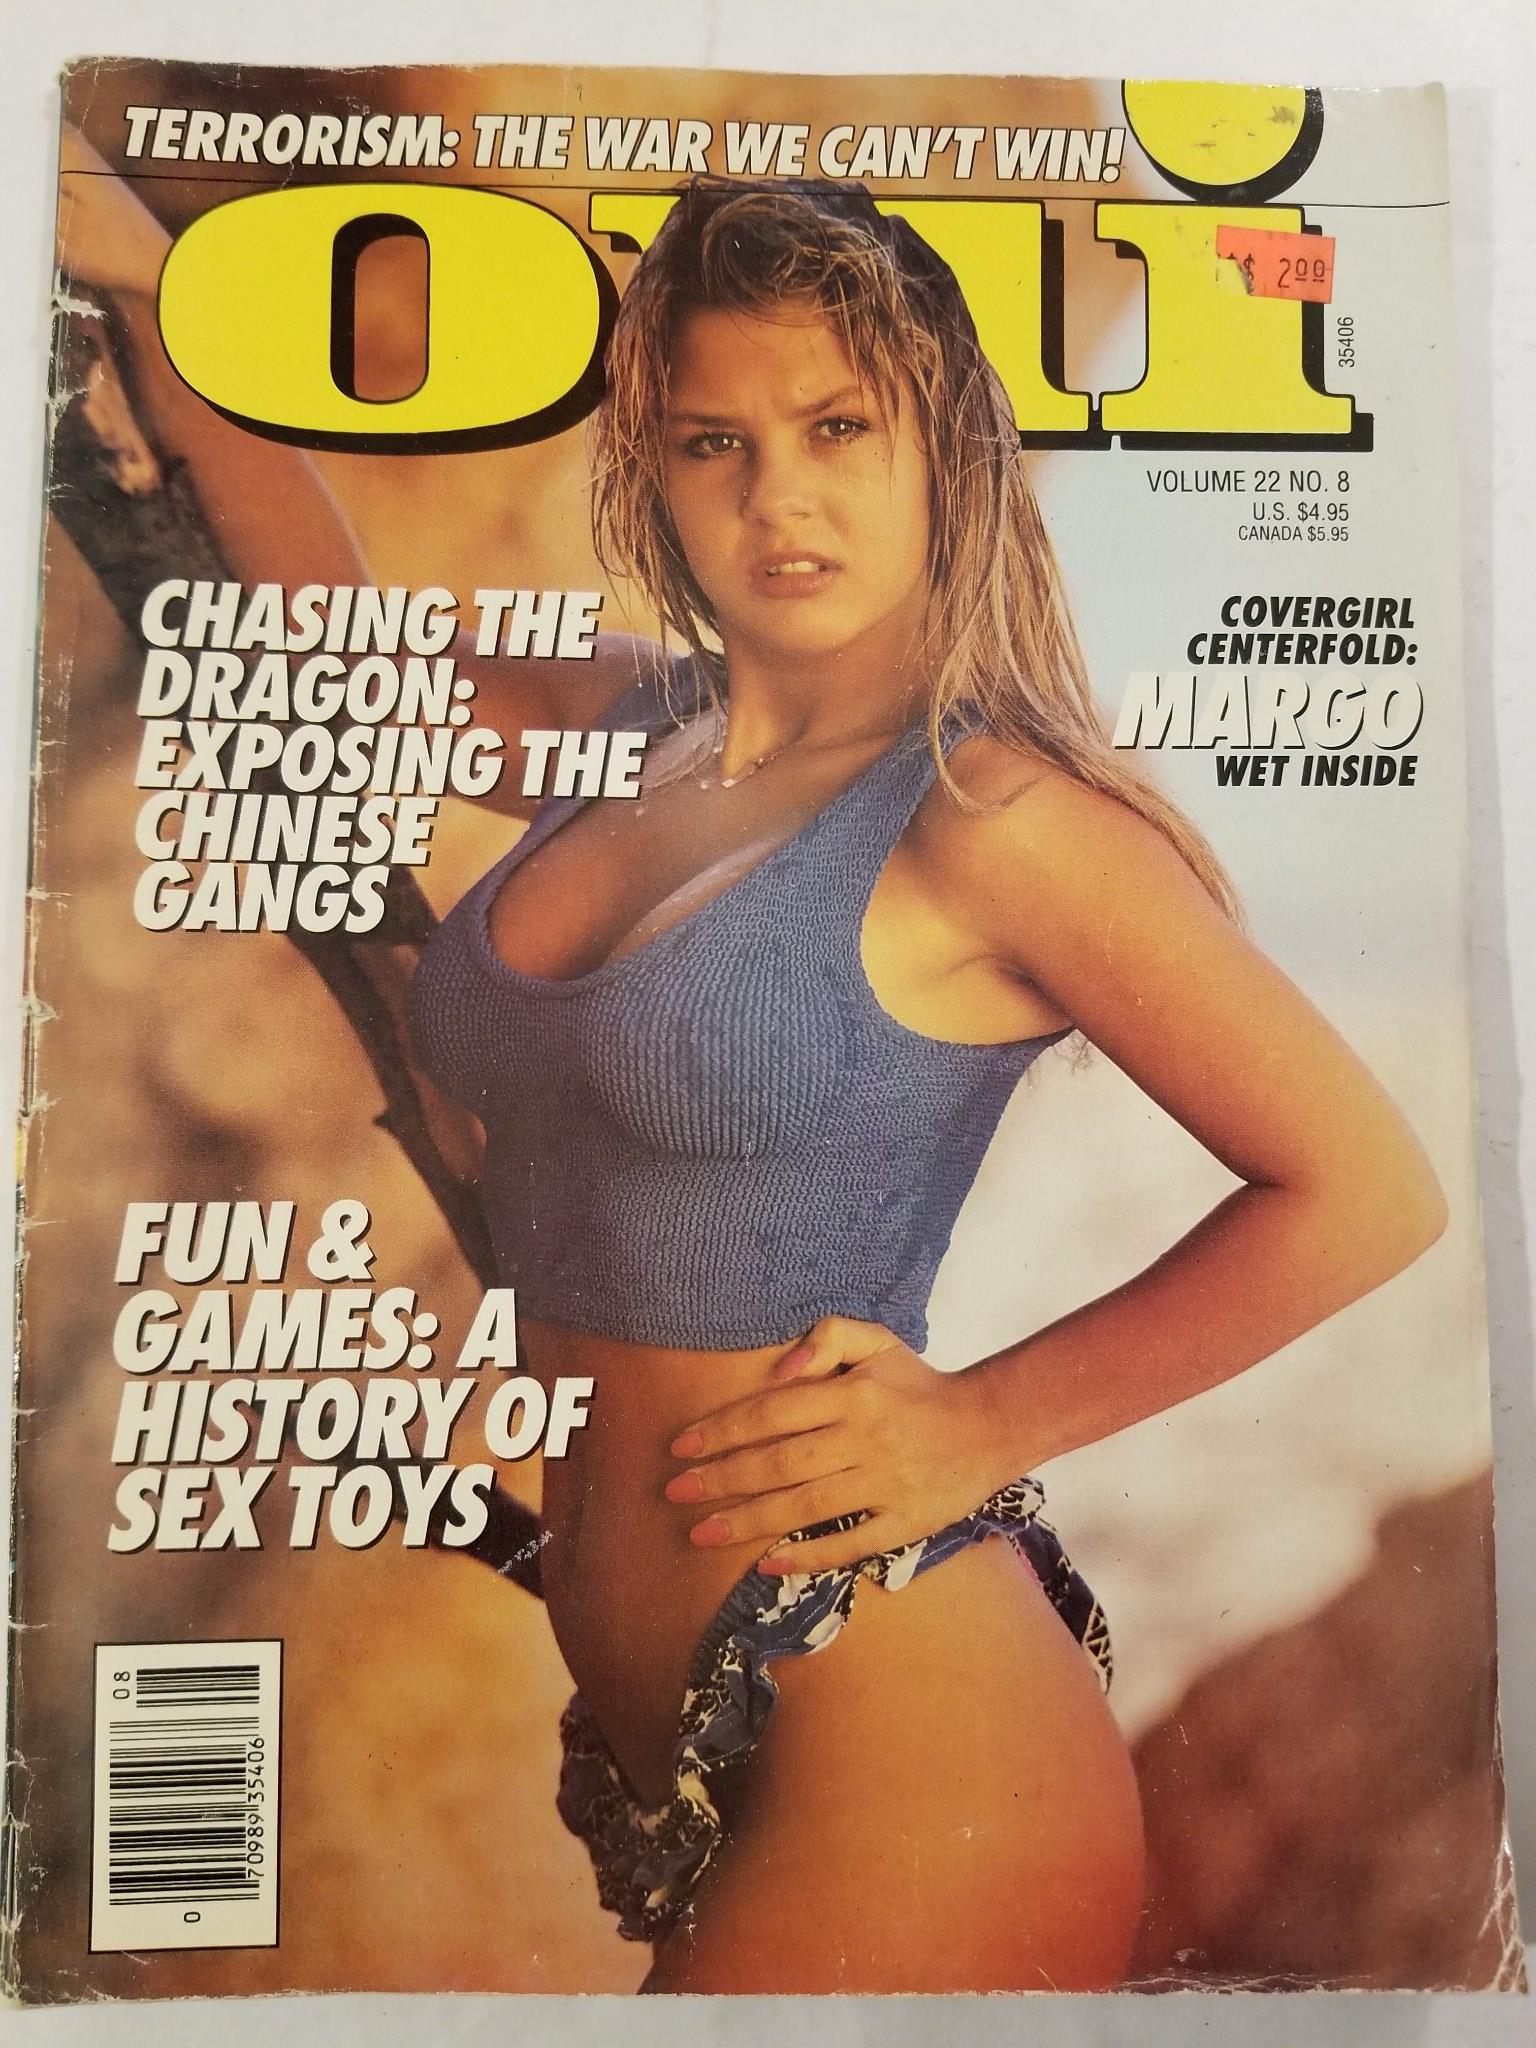 TERRORISM: THE WAR WE CAN'T WIN!
oui
$ 2.00
35406
VOLUME 22 NO. 8
U.S. $4.95
CANADA $5.95
CHASING THE
DRAGON:
EXPOSING THE
CHINESE
GANGS
COVERGIRL
CENTERFOLD:
MARGO
WET INSIDE
FUN &
GAMES: A
HISTORY OF
SEX TOYS
08
0 70989 35406